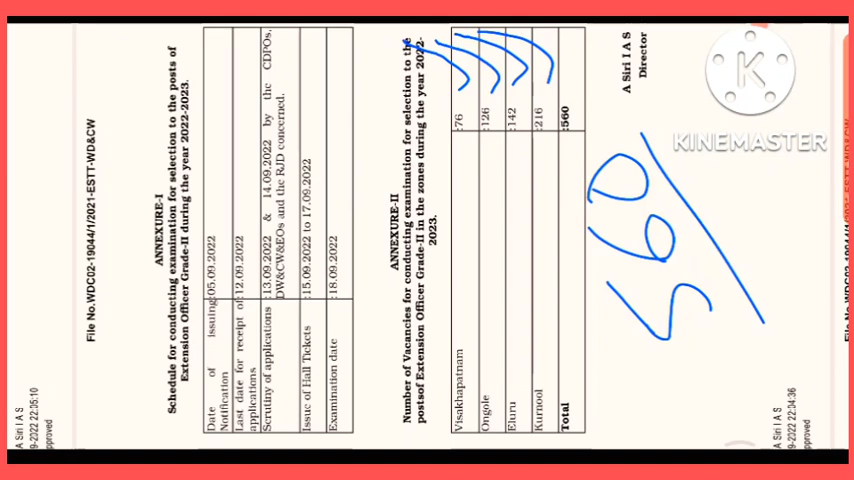 File No.WDC02-19044/1/2021-ESTT-WD&CW
ANNEXURE-I
Schedule for conducting examination for selection to the posts of
Extension Officer Grade-II during the year 2022-2023.
Date of issuing Notification :05.09.2022
Last date for receipt of applications :12.09.2022
Scrutiny of applications :13.09.2022 & 14.09.2022 by the CDPOs, DW&CW&EOs and the RJD concerned.
Issue of Hall Tickets :15.09.2022 to 17.09.2022
Examination date :18.09.2022
ANNEXURE-II
Number of Vacancies for conducting examination for selection to the
postsof Extension Officer Grade-II in the zones during the year 2022-
2023.
Visakhapatnam :76
Ongole :126
Eluru :142
Kurnool :216
Total :560
A Siri I A S
Director
560
K
KINEMASTER
A Siri I A S
9-2022 22:05:10
pproved
A Siri I A S
9-2022 22:04:36
pproved